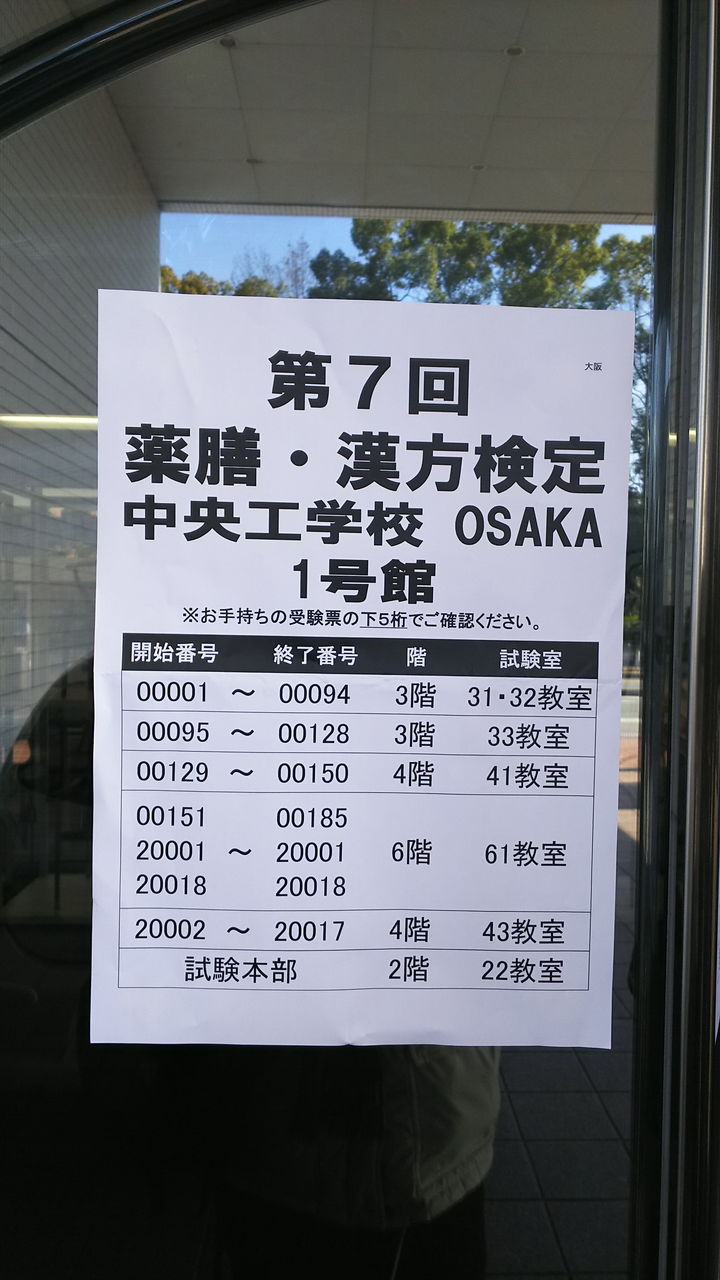 大阪
第7回
薬膳・漢方検定
中央工学校 OSAKA
1号館
※お手持ちの受験票の下5桁でご確認ください。
開始番号 終了番号 階 試験室
00001 ～ 00094 3階 31・32教室
00095 ～ 00128 3階 33教室
00129 ～ 00150 4階 41教室
00151 00185
20001 ～ 20001 6階 61教室
20018 20018
20002 ～ 20017 4階 43教室
試験本部 2階 22教室